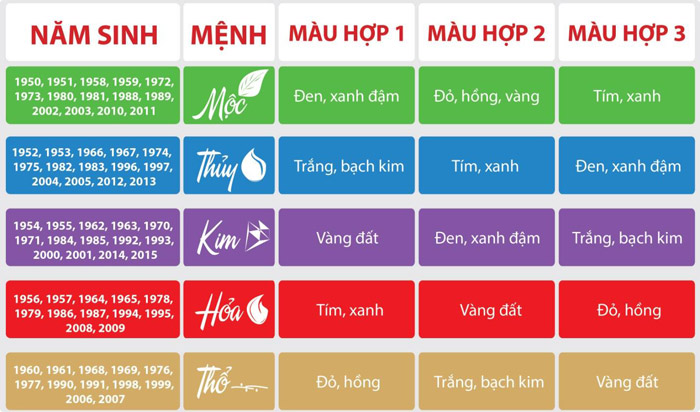 NĂM SINH
MỆNH
MÀU HỢP 1
MÀU HỢP 2
MÀU HỢP 3
1950, 1951, 1958, 1959, 1972,
1973, 1980, 1981, 1988, 1989,
2002, 2003, 2010, 2011
Mộc
Đen, xanh đậm
Đỏ, hồng, vàng
Tím, xanh
1952, 1953, 1966, 1967, 1974,
1975, 1982, 1983, 1996, 1997,
2004, 2005, 2012, 2013
Thủy
Trắng, bạch kim
Tím, xanh
Đen, xanh đậm
1954, 1955, 1962, 1963, 1970,
1971, 1984, 1985, 1992, 1993,
2000, 2001, 2014, 2015
Kim
Vàng đất
Đen, xanh đậm
Trắng, bạch kim
1956, 1957, 1964, 1965, 1978,
1979, 1986, 1987, 1994, 1995,
2008, 2009
Hỏa
Tím, xanh
Vàng đất
Đỏ, hồng
1960, 1961, 1968, 1969, 1976,
1977, 1990, 1991, 1998, 1999,
2006, 2007
Thổ
Đỏ, hồng
Trắng, bạch kim
Vàng đất